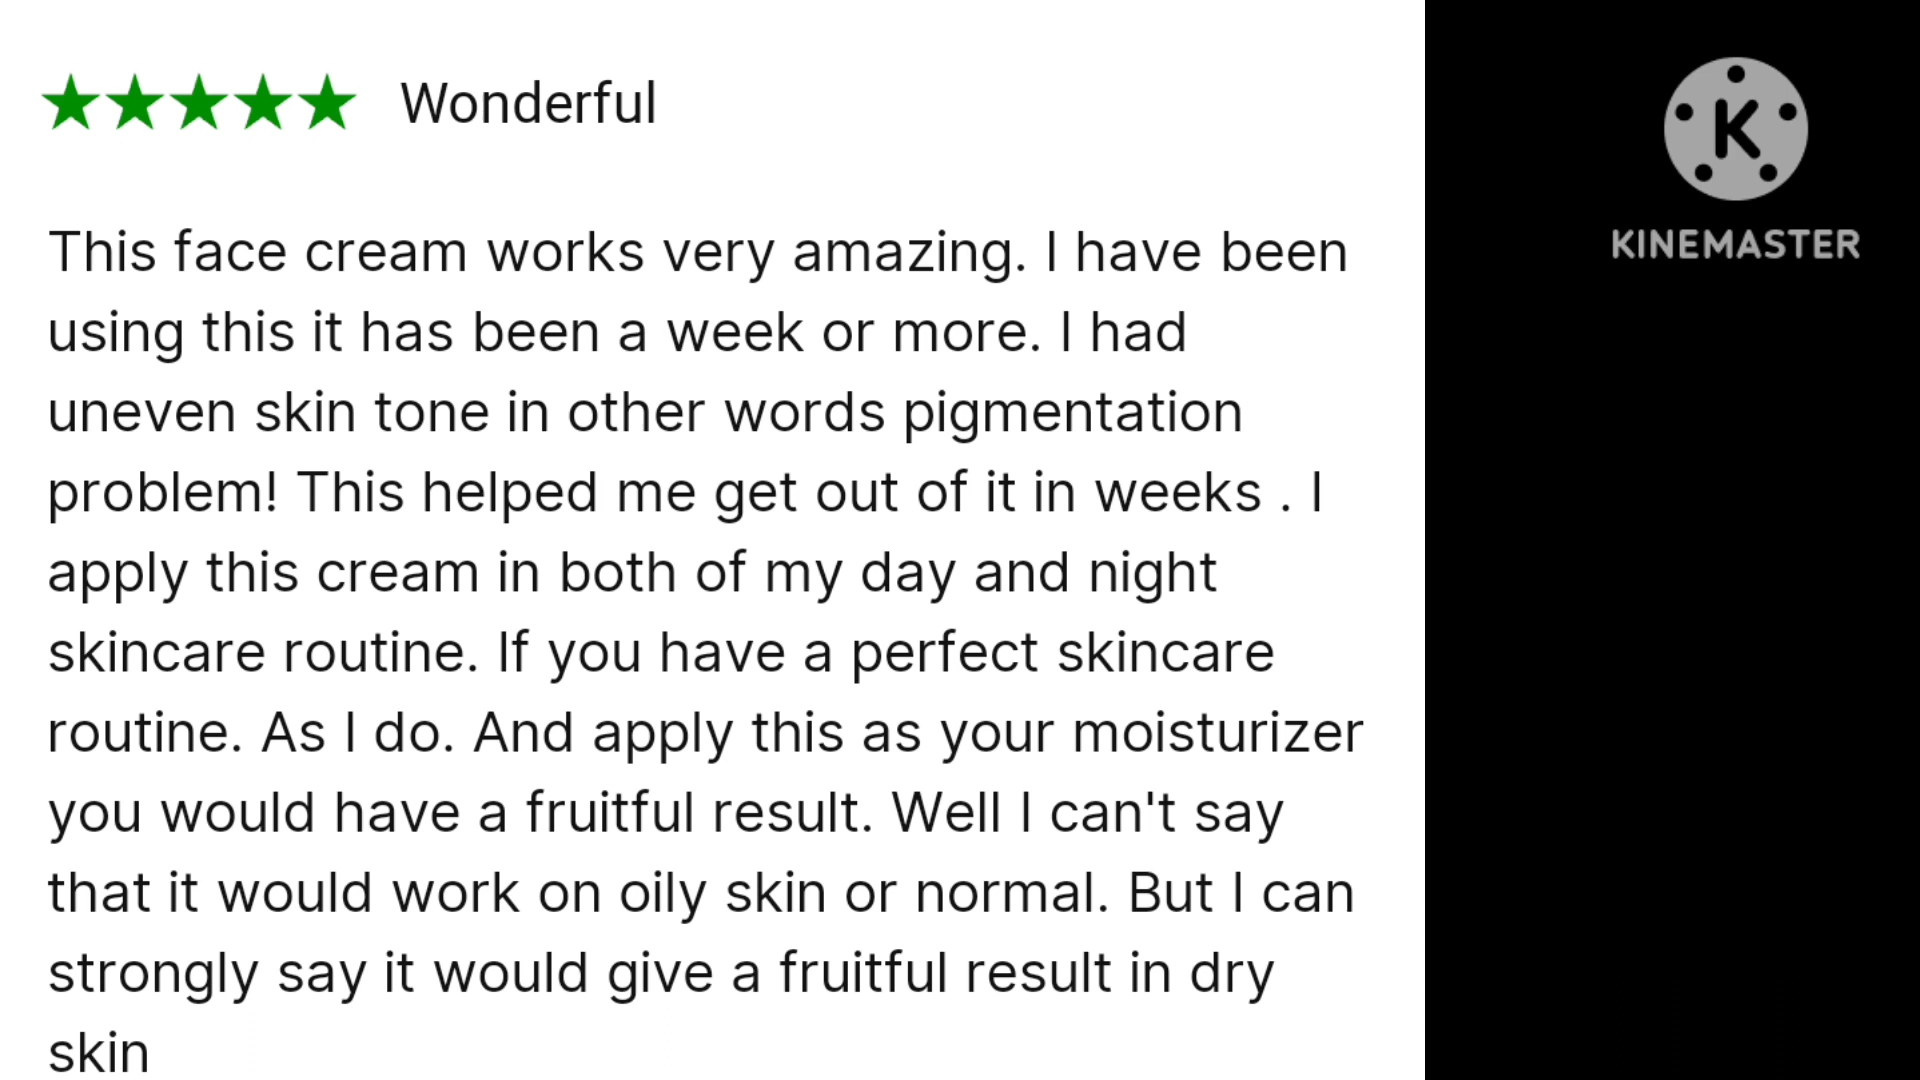 ★★★★★ Wonderful
This face cream works very amazing. I have been
using this it has been a week or more. I had
uneven skin tone in other words pigmentation
problem! This helped me get out of it in weeks . I
apply this cream in both of my day and night
skincare routine. If you have a perfect skincare
routine. As I do. And apply this as your moisturizer
you would have a fruitful result. Well I can't say
that it would work on oily skin or normal. But I can
strongly say it would give a fruitful result in dry
skin
K
KINEMASTER